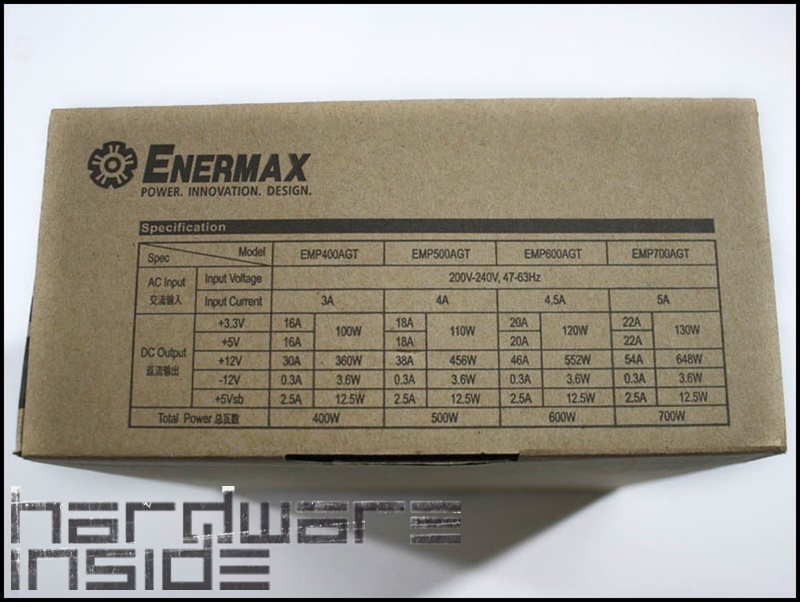 ENERMAX
POWER. INNOVATION. DESIGN.
Specification
Spec Model EMP400AGT EMP500AGT EMP600AGT EMP700AGT
AC Input 交流输入 Input Voltage 200V-240V, 47-63Hz
Input Current 3A 4A 4.5A 5A
DC Output 直流输出 +3.3V 16A 100W 18A 110W 20A 120W 22A 130W
+5V 16A 18A 20A 22A
+12V 30A 360W 38A 456W 46A 552W 54A 648W
-12V 0.3A 3.6W 0.3A 3.6W 0.3A 3.6W 0.3A 3.6W
+5Vsb 2.5A 12.5W 2.5A 12.5W 2.5A 12.5W 2.5A 12.5W
Total Power 总瓦数 400W 500W 600W 700W
hardware
inside